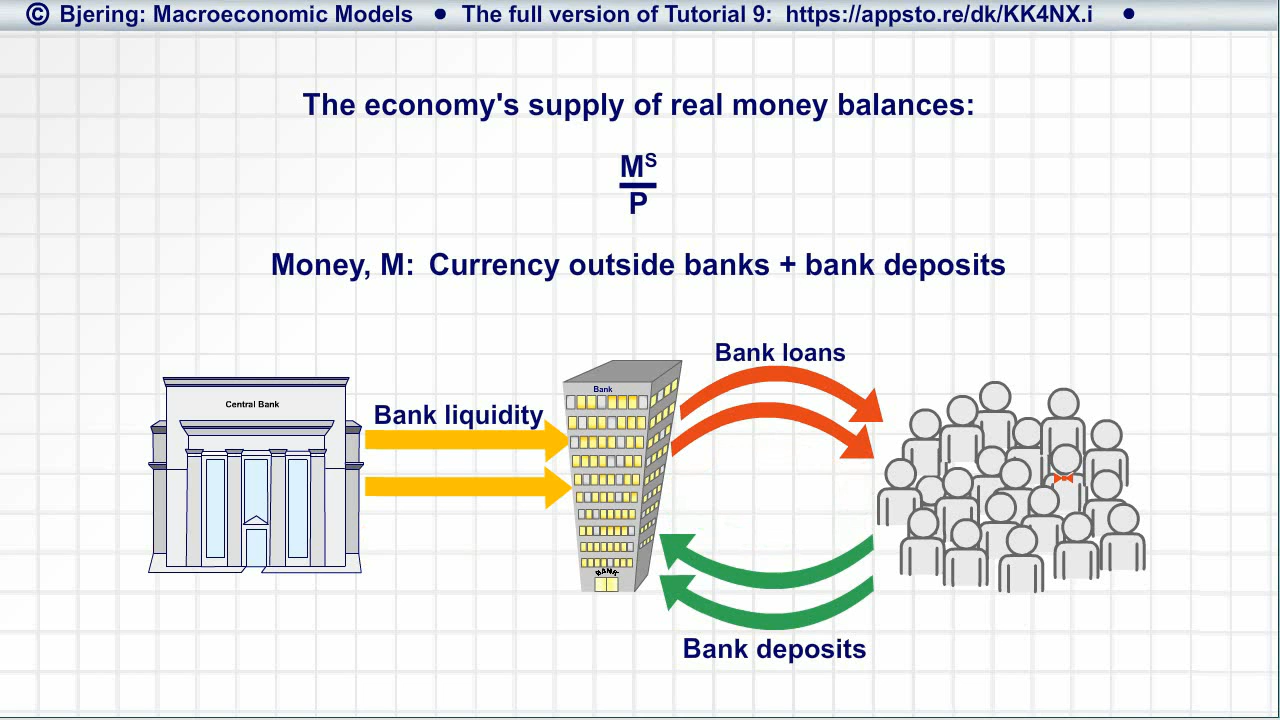 © Bjering: Macroeconomic Models • The full version of Tutorial 9: https://appsto.re/dk/KK4NX.i •
The economy's supply of real money balances:
Mˢ
P
Money, M: Currency outside banks + bank deposits
Bank loans
Bank
Central Bank
Bank liquidity
BANK
Bank deposits